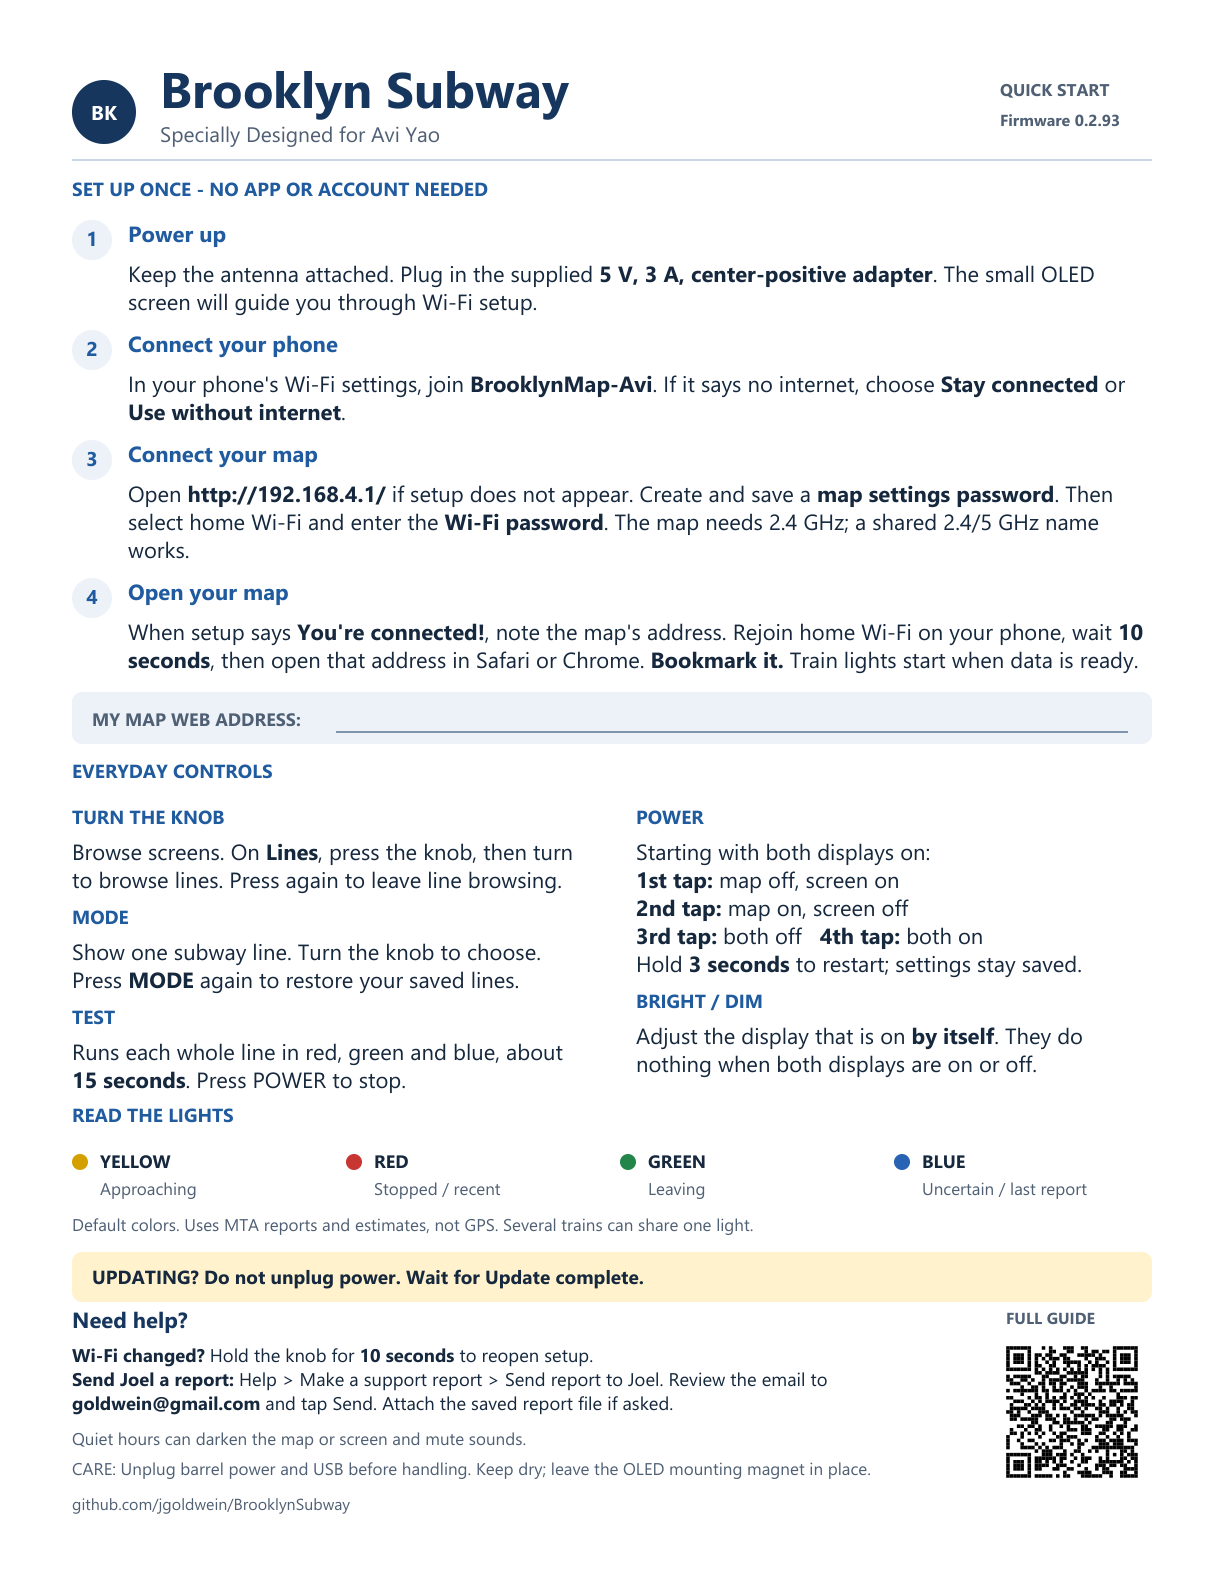 BK
Brooklyn Subway
Specially Designed for Avi Yao
QUICK START
Firmware 0.2.93
SET UP ONCE - NO APP OR ACCOUNT NEEDED
1
Power up
Keep the antenna attached. Plug in the supplied 5 V, 3 A, center-positive adapter. The small OLED
screen will guide you through Wi-Fi setup.
2
Connect your phone
In your phone's Wi-Fi settings, join BrooklynMap-Avi. If it says no internet, choose Stay connected or
Use without internet.
3
Connect your map
Open http://192.168.4.1/ if setup does not appear. Create and save a map settings password. Then
select home Wi-Fi and enter the Wi-Fi password. The map needs 2.4 GHz; a shared 2.4/5 GHz name
works.
4
Open your map
When setup says You're connected!, note the map's address. Rejoin home Wi-Fi on your phone, wait 10
seconds, then open that address in Safari or Chrome. Bookmark it. Train lights start when data is ready.
MY MAP WEB ADDRESS:
EVERYDAY CONTROLS
TURN THE KNOB
Browse screens. On Lines, press the knob, then turn
to browse lines. Press again to leave line browsing.
MODE
Show one subway line. Turn the knob to choose.
Press MODE again to restore your saved lines.
TEST
Runs each whole line in red, green and blue, about
15 seconds. Press POWER to stop.
POWER
Starting with both displays on:
1st tap: map off, screen on
2nd tap: map on, screen off
3rd tap: both off 4th tap: both on
Hold 3 seconds to restart; settings stay saved.
BRIGHT / DIM
Adjust the display that is on by itself. They do
nothing when both displays are on or off.
READ THE LIGHTS
YELLOW
Approaching
RED
Stopped / recent
GREEN
Leaving
BLUE
Uncertain / last report
Default colors. Uses MTA reports and estimates, not GPS. Several trains can share one light.
UPDATING? Do not unplug power. Wait for Update complete.
Need help?
Wi-Fi changed? Hold the knob for 10 seconds to reopen setup.
Send Joel a report: Help > Make a support report > Send report to Joel. Review the email to
goldwein@gmail.com and tap Send. Attach the saved report file if asked.
Quiet hours can darken the map or screen and mute sounds.
CARE: Unplug barrel power and USB before handling. Keep dry; leave the OLED mounting magnet in place.
github.com/jgoldwein/BrooklynSubway
FULL GUIDE